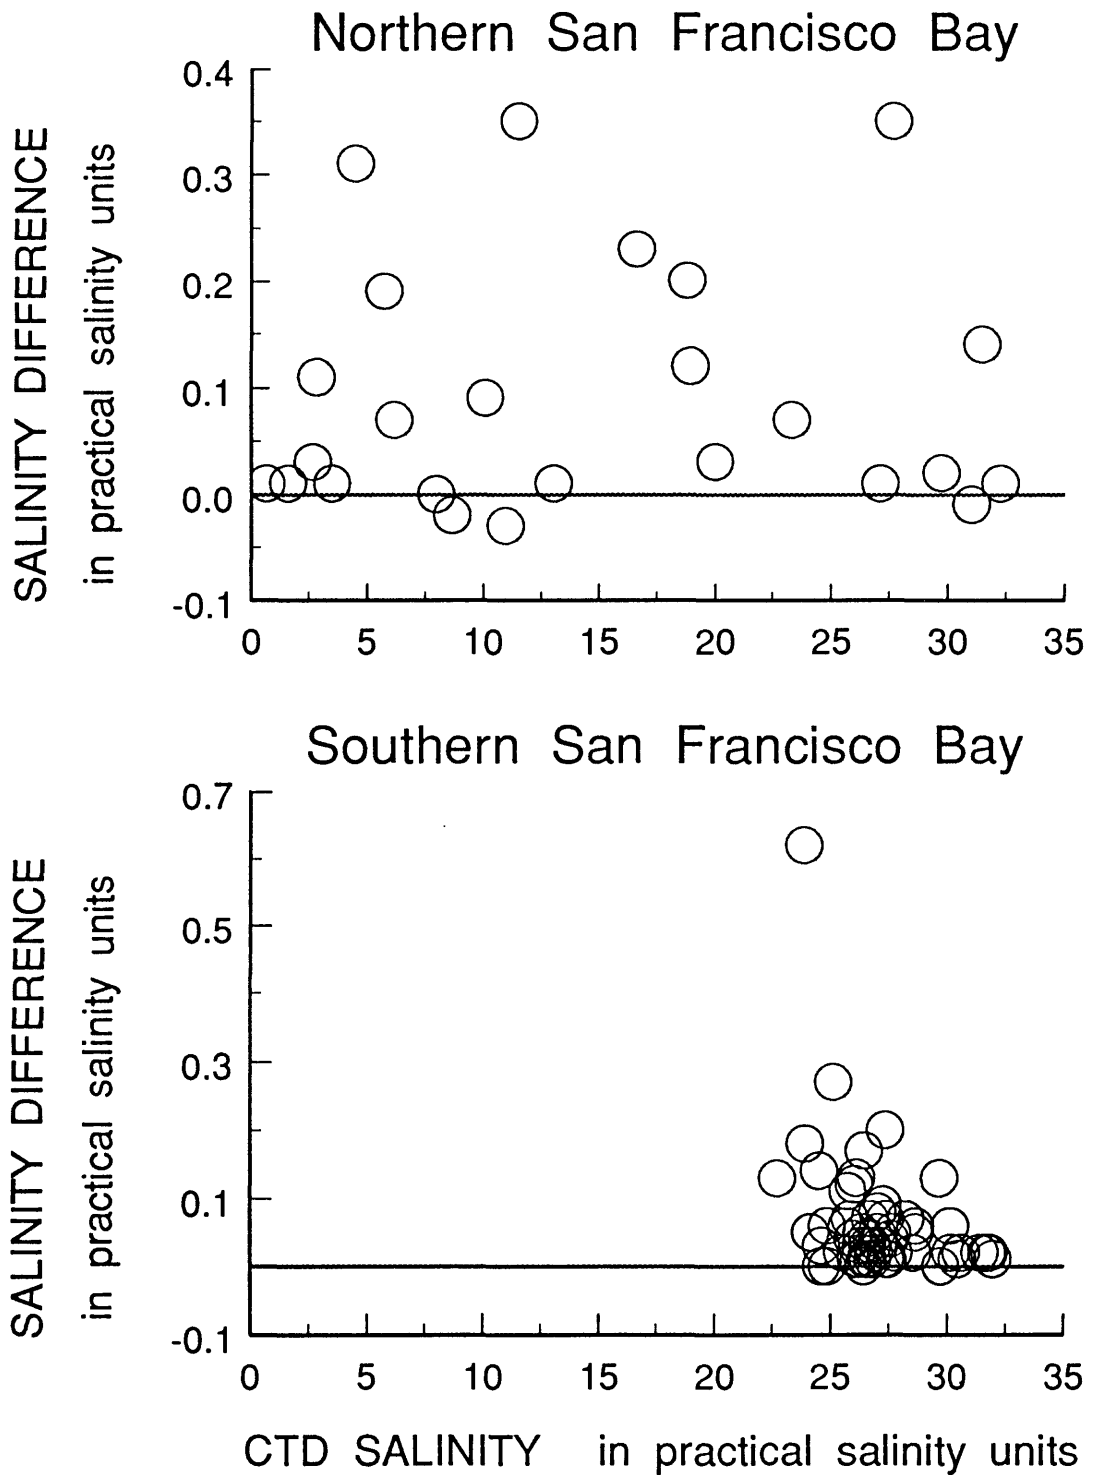 Northern San Francisco Bay
SALINITY DIFFERENCE
in practical salinity units
0.4
0.3
0.2
0.1
0.0
-0.1
0 5 10 15 20 25 30 35
Southern San Francisco Bay
SALINITY DIFFERENCE
in practical salinity units
0.7
0.5
0.3
0.1
-0.1
0 5 10 15 20 25 30 35
CTD SALINITY in practical salinity units